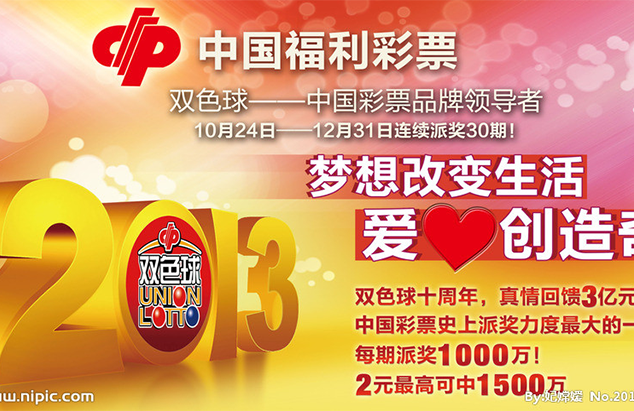 中国福利彩票
双色球——中国彩票品牌领导者
10月24日——12月31日连续派奖30期！
梦想改变生活
爱 创造奇
2013
双色球
UNION
LOTTO
双色球十周年，真情回馈3亿元
中国彩票史上派奖力度最大的一
每期派奖1000万！
2元最高可中1500万
www.nipic.com